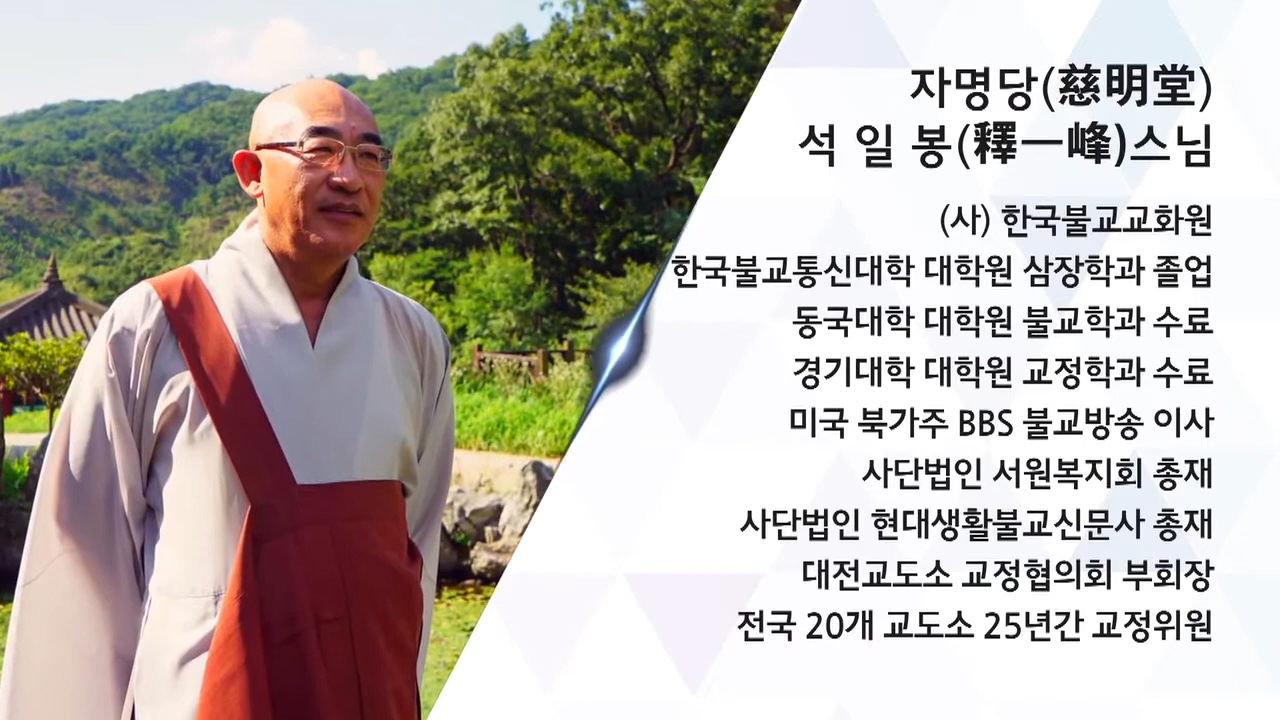 자명당(慈明堂)
석 일 봉(釋一峰)스님
(사) 한국불교교화원
한국불교통신대학 대학원 삼장학과 졸업
동국대학 대학원 불교학과 수료
경기대학 대학원 교정학과 수료
미국 북가주 BBS 불교방송 이사
사단법인 서원복지회 총재
사단법인 현대생활불교신문사 총재
대전교도소 교정협의회 부회장
전국 20개 교도소 25년간 교정위원